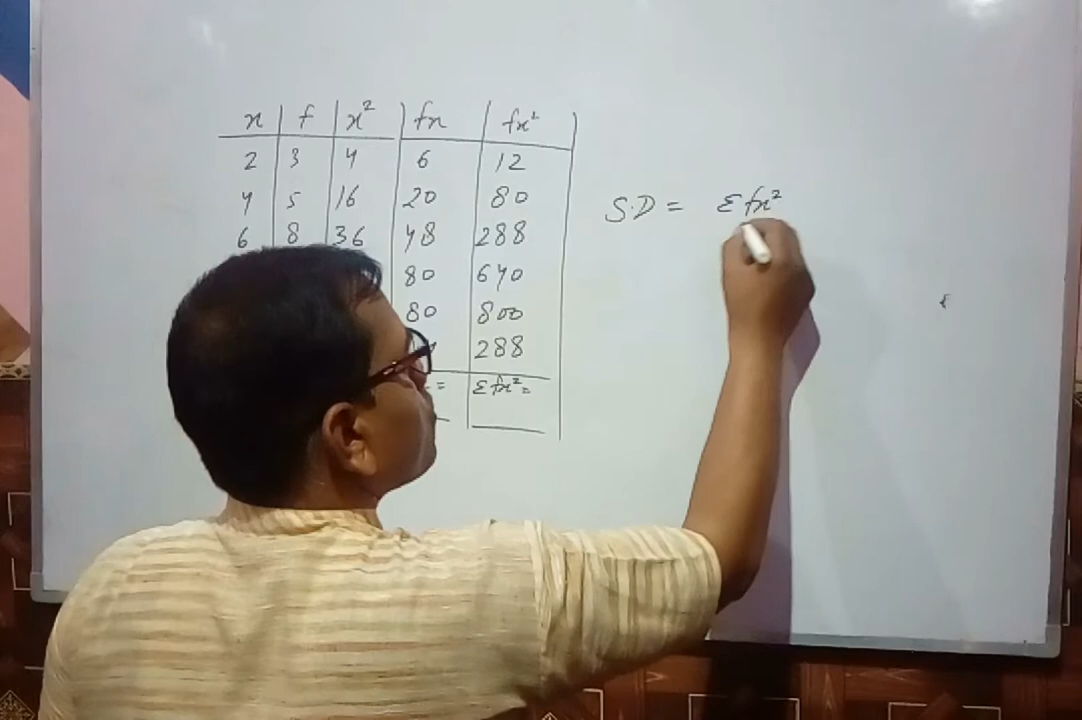 x f x² fx fx²
2 3 4 6 12
4 5 16 20 80
6 8 36 48 288
80 640
80 800
288
= Σfx²=
S.D = Σfx²